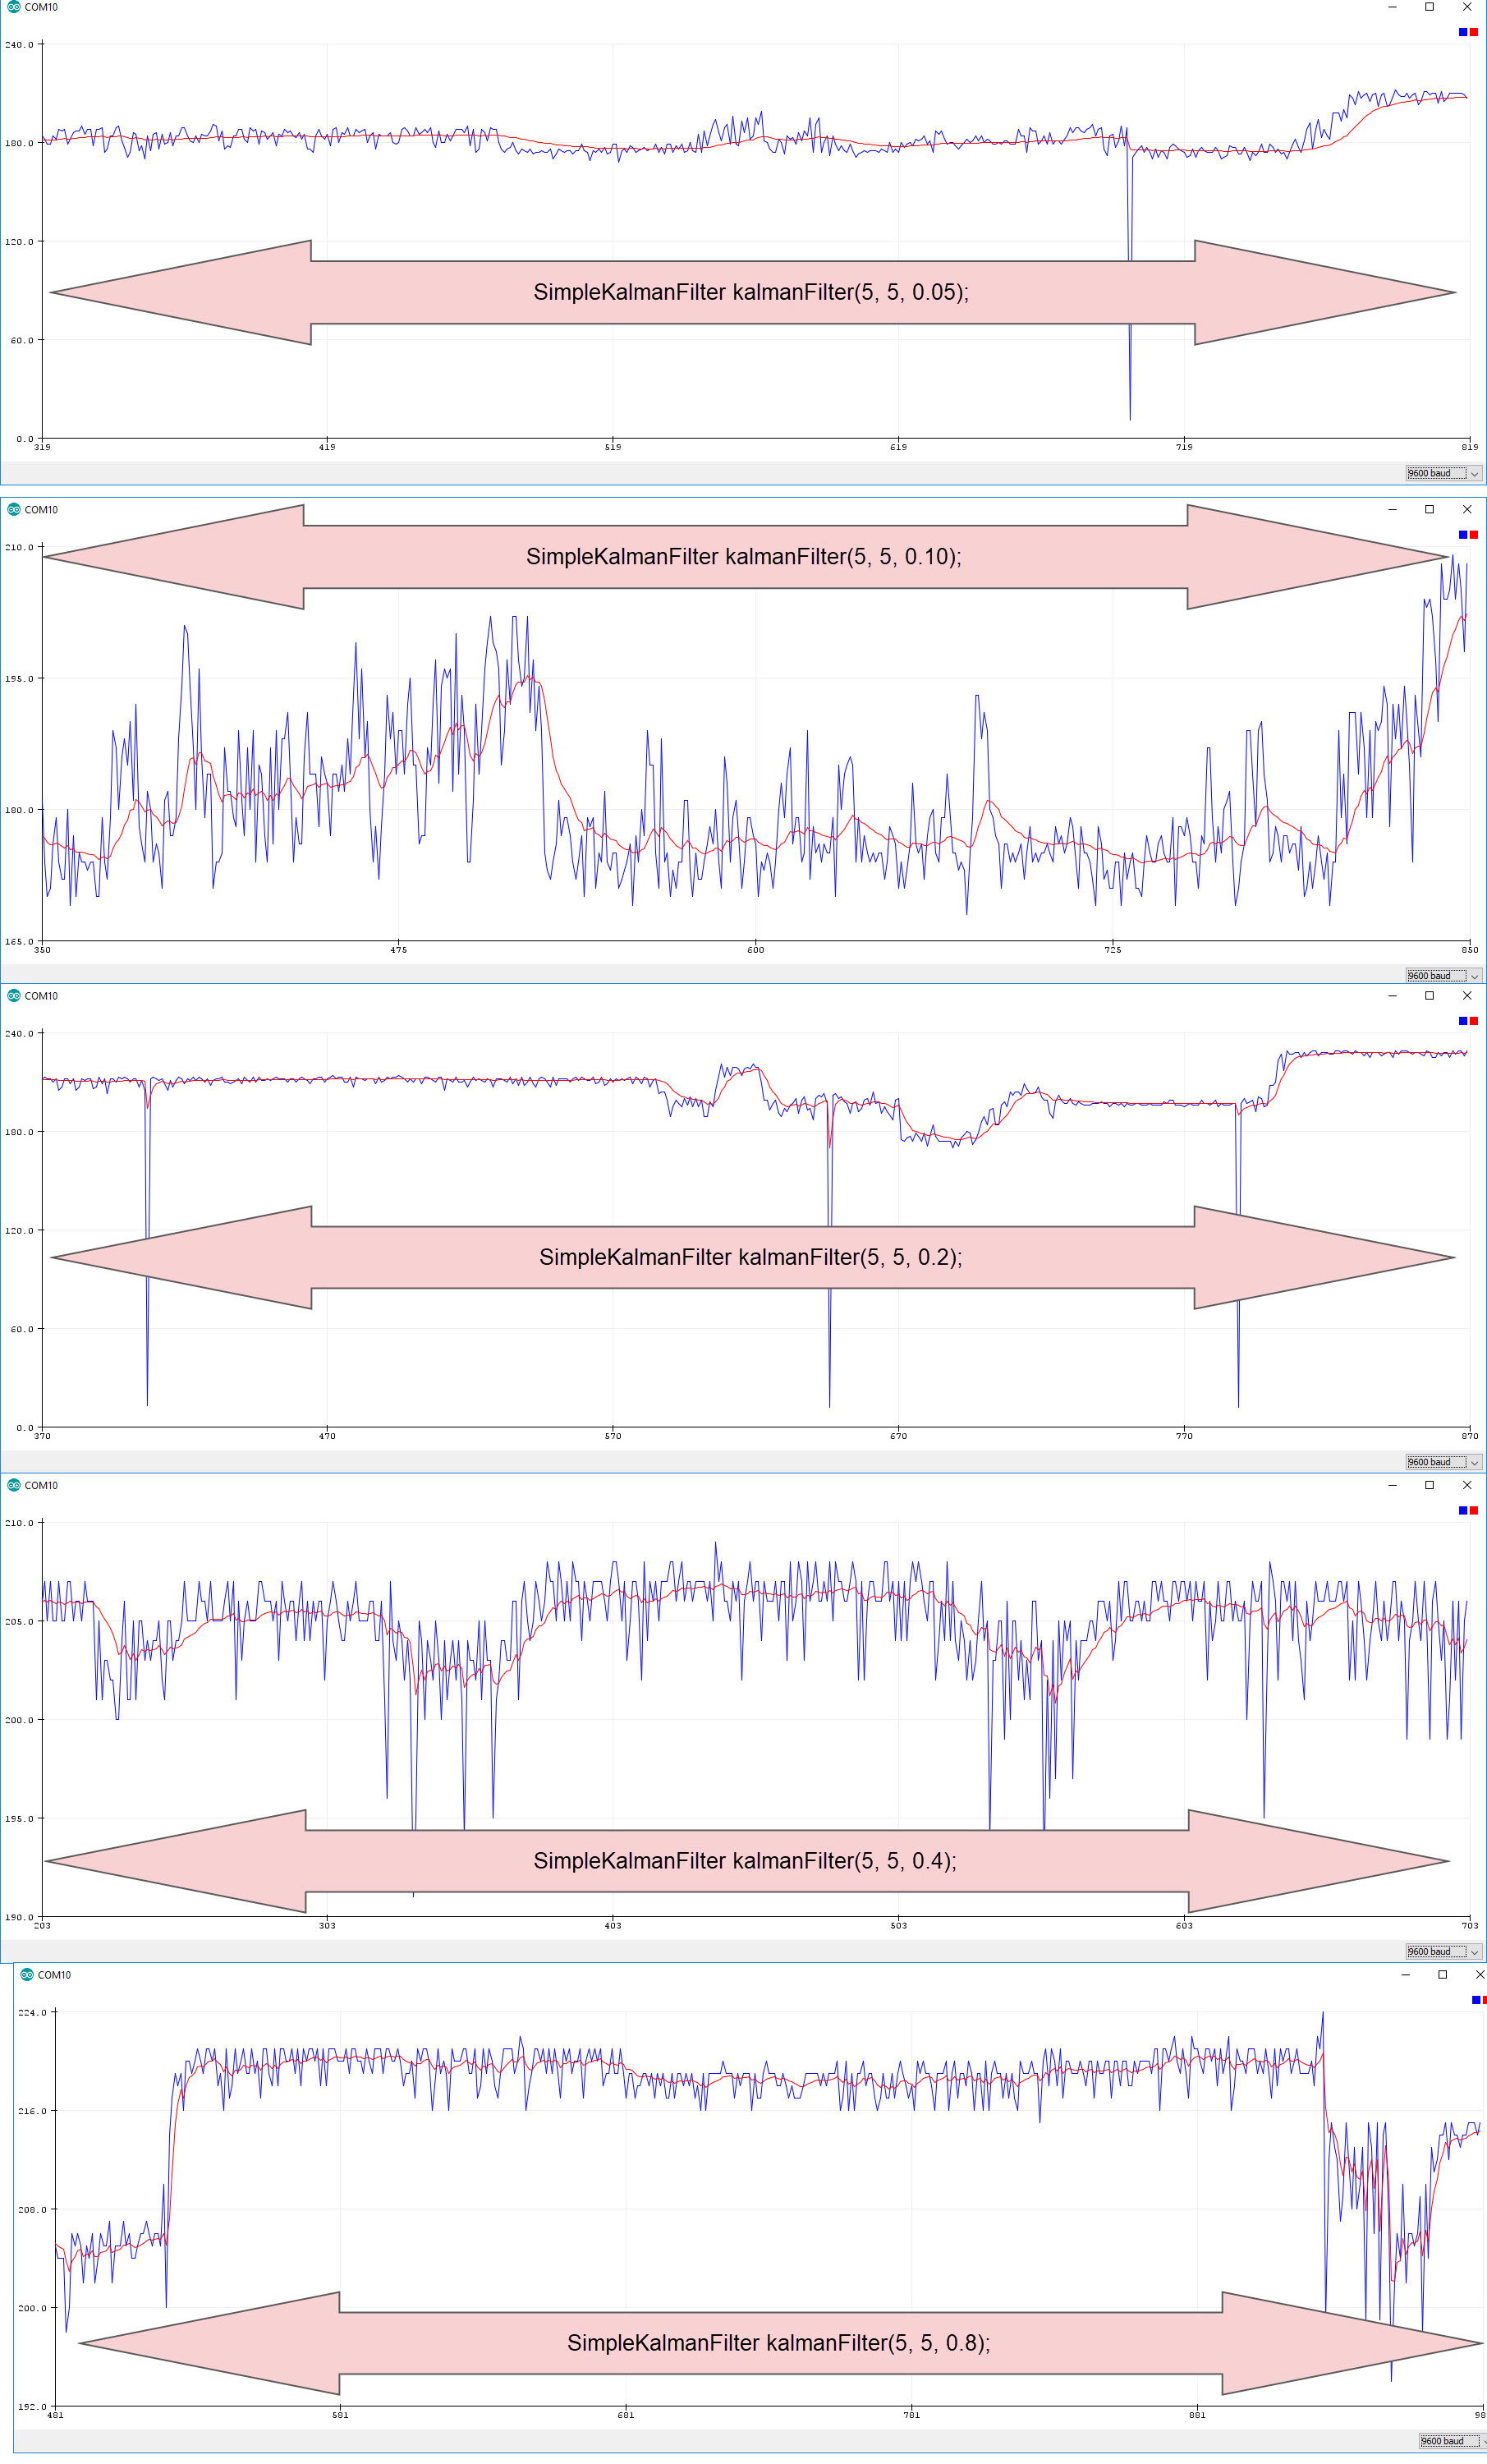 COM10
240.0
180.0
120.0
SimpleKalmanFilter kalmanFilter(5, 5, 0.05);
60.0
0.0
319 419 519 619 719 819
9600 baud
COM10
210.0
SimpleKalmanFilter kalmanFilter(5, 5, 0.10);
195.0
180.0
165.0
350 475 600 725 850
9600 baud
COM10
240.0
180.0
120.0
SimpleKalmanFilter kalmanFilter(5, 5, 0.2);
60.0
0.0
370 470 570 670 770 870
9600 baud
COM10
210.0
205.0
200.0
195.0
SimpleKalmanFilter kalmanFilter(5, 5, 0.4);
190.0
203 303 403 503 603 703
9600 baud
COM10
224.0
216.0
208.0
200.0
SimpleKalmanFilter kalmanFilter(5, 5, 0.8);
192.0
481 581 681 781 881 98
9600 baud